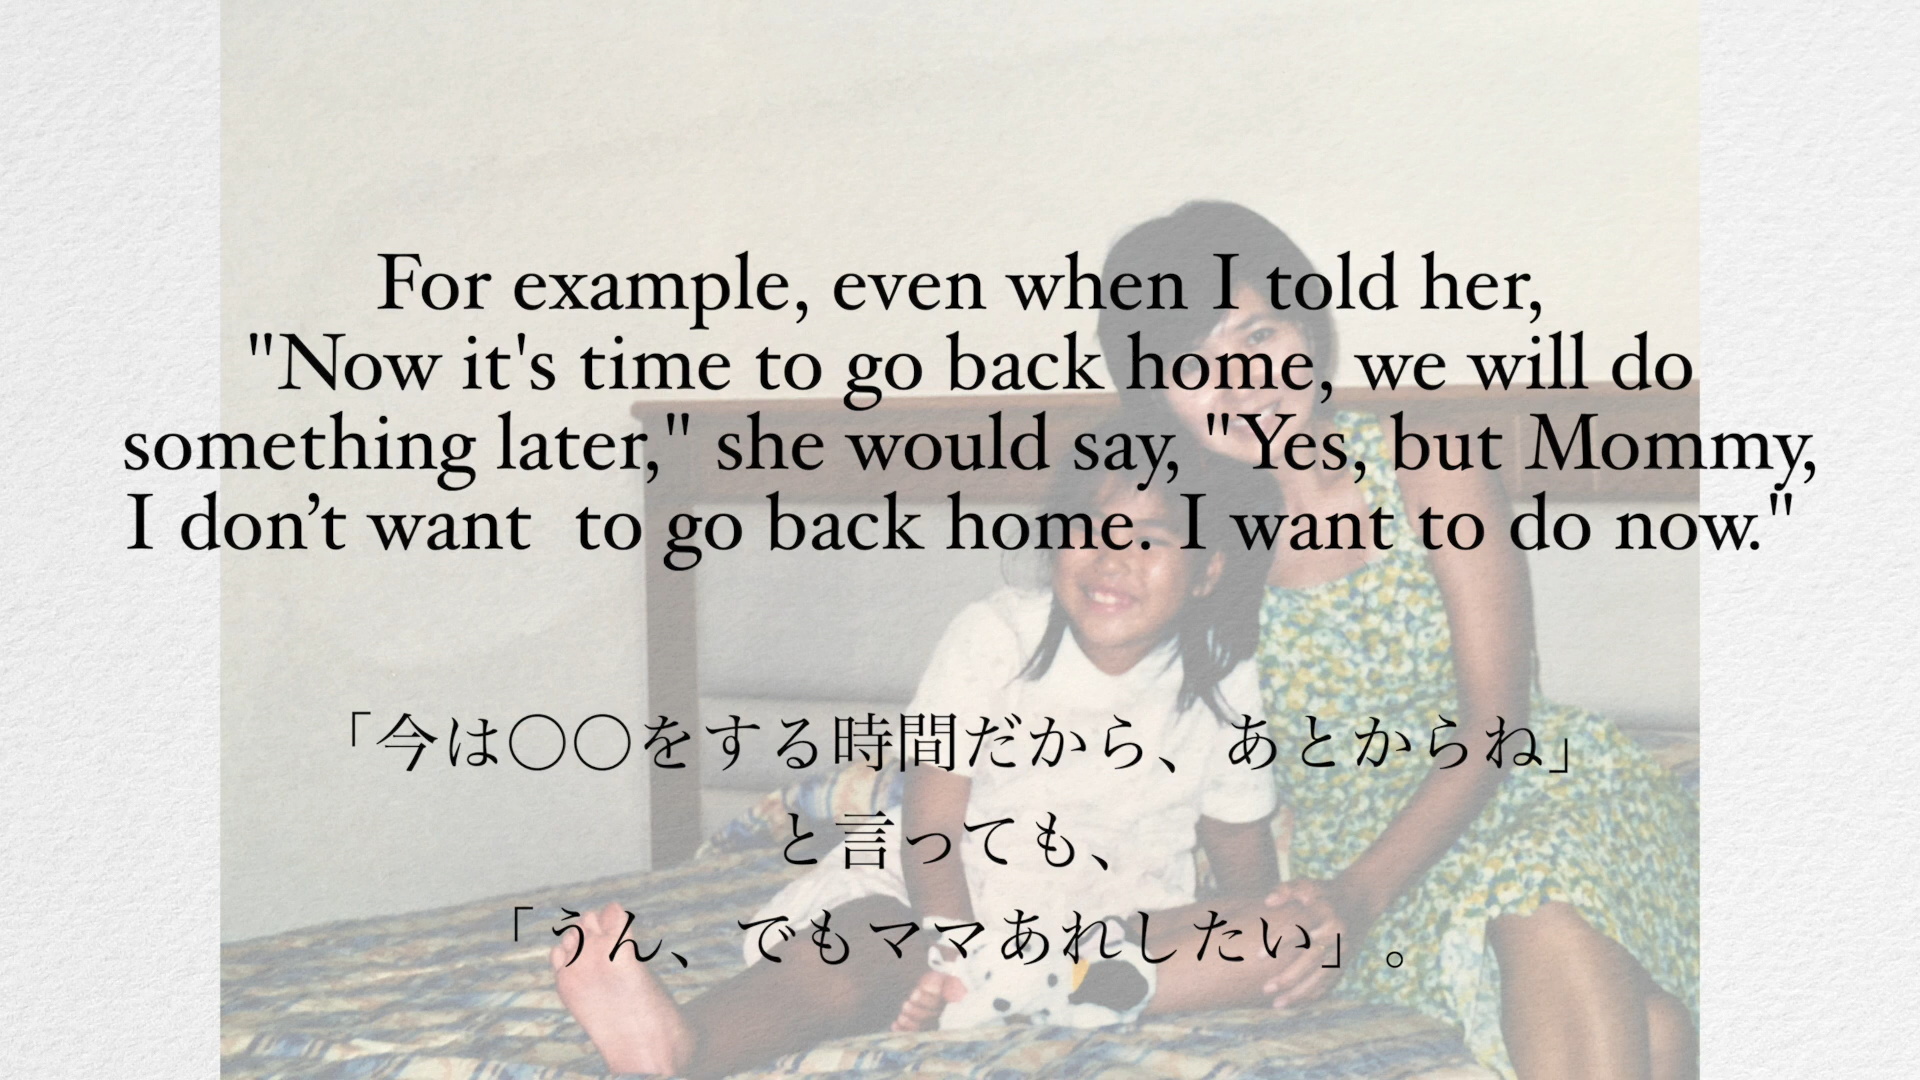 For example, even when I told her,
"Now it's time to go back home, we will do
something later," she would say, "Yes, but Mommy,
I don’t want  to go back home. I want to do now."
「今は〇〇をする時間だから、あとからね」
と言っても、
「うん、でもママあれしたい」。